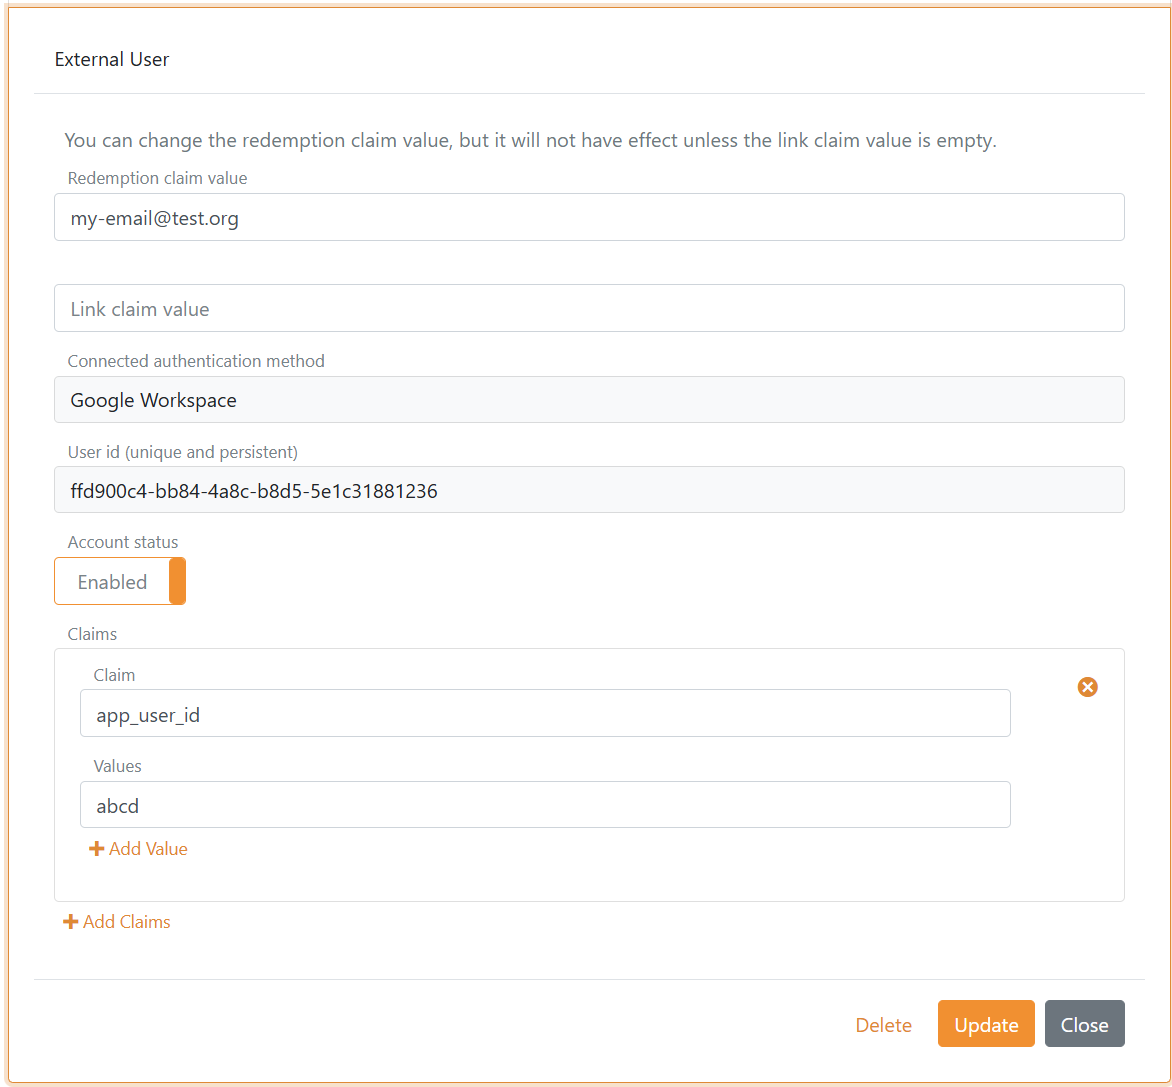 External User
You can change the redemption claim value, but it will not have effect unless the link claim value is empty.
Redemption claim value
my-email@test.org
Link claim value
Connected authentication method
Google Workspace
User id (unique and persistent)
ffd900c4-bb84-4a8c-b8d5-5e1c31881236
Account status
Enabled
Claims
Claim
app_user_id
Values
abcd
Add Value
Add Claims
Delete Update Close